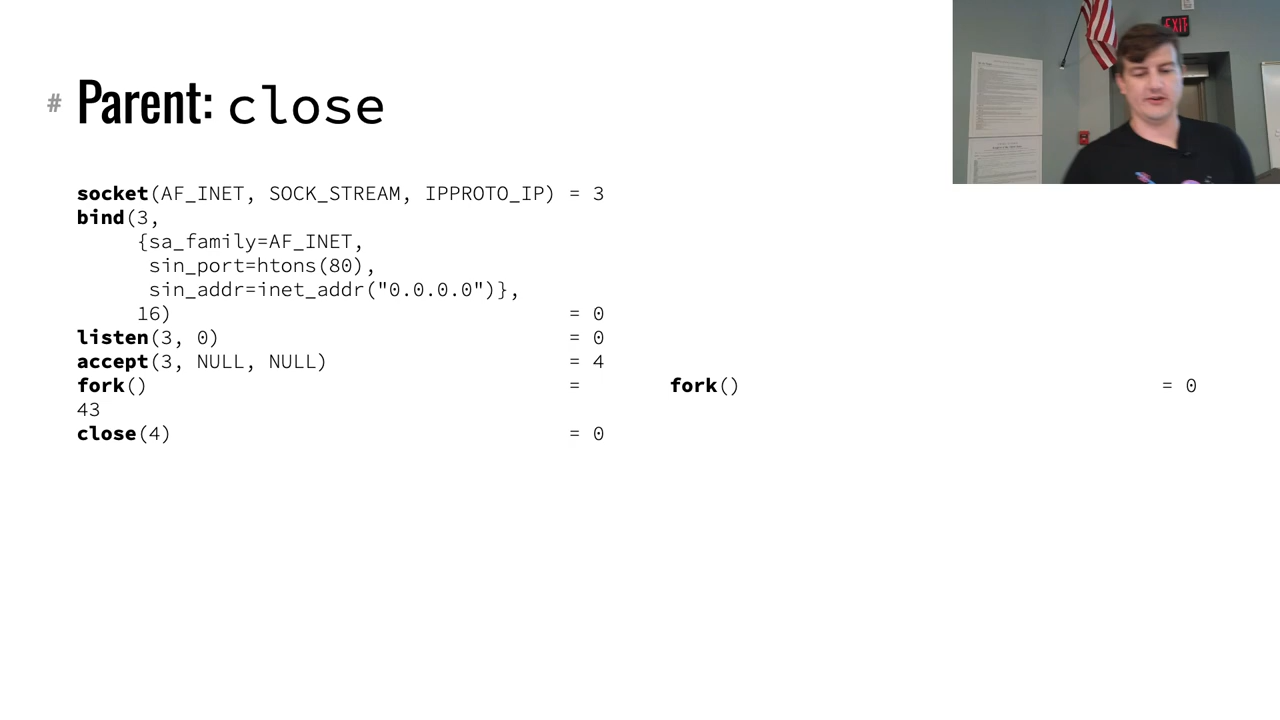 # Parent: close
socket(AF_INET, SOCK_STREAM, IPPROTO_IP) = 3
bind(3,
{sa_family=AF_INET,
sin_port=htons(80),
sin_addr=inet_addr("0.0.0.0")},
16) = 0
listen(3, 0) = 0
accept(3, NULL, NULL) = 4
fork() =
43
close(4) = 0
fork() = 0
EXIT